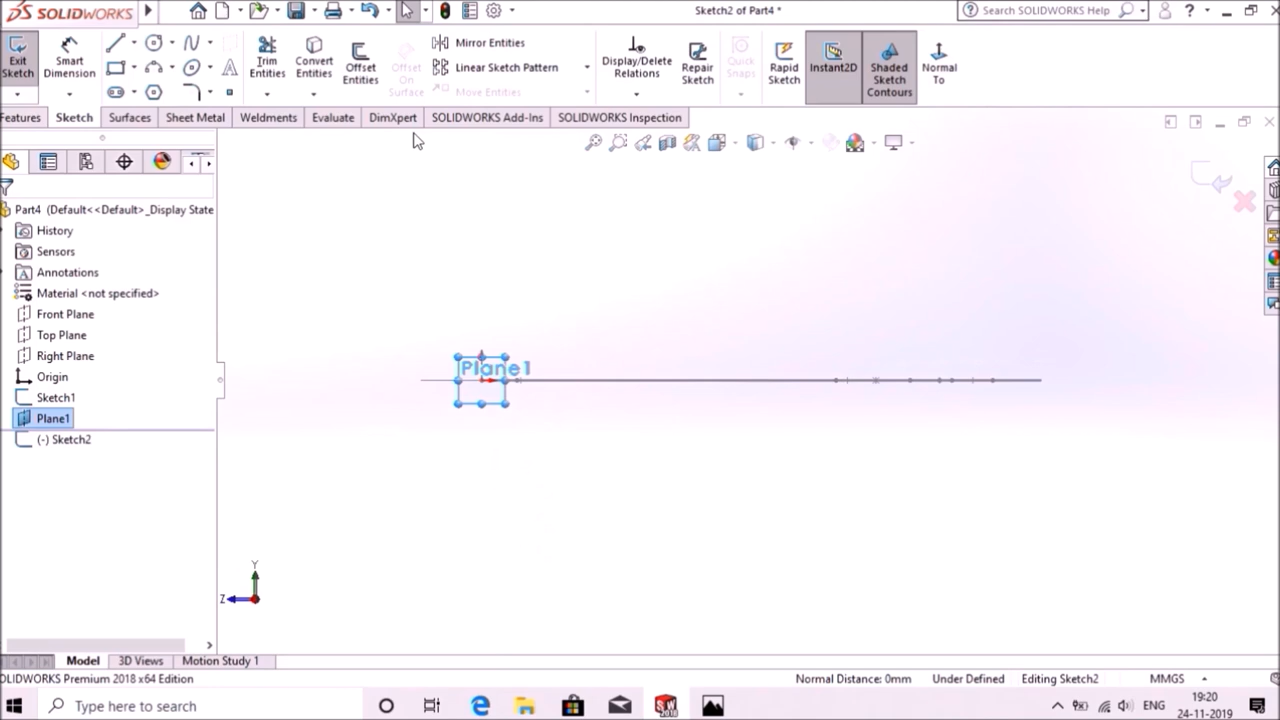 SOLIDWORKS
Sketch2 of Part4 *
Search SOLIDWORKS Help
Exit Sketch
Smart Dimension
Trim Entities
Convert Entities
Offset Entities
Offset On Surface
Mirror Entities
Linear Sketch Pattern
Move Entities
Display/Delete Relations
Repair Sketch
Quick Snaps
Rapid Sketch
Instant2D
Shaded Sketch Contours
Normal To
Features
Sketch
Surfaces
Sheet Metal
Weldments
Evaluate
DimXpert
SOLIDWORKS Add-Ins
SOLIDWORKS Inspection
Part4 (Default<<Default>_Display State
History
Sensors
Annotations
Material <not specified>
Front Plane
Top Plane
Right Plane
Origin
Sketch1
Plane1
(-) Sketch2
Plane1
Y
Z
Model
3D Views
Motion Study 1
OLIDWORKS Premium 2018 x64 Edition
Normal Distance: 0mm
Under Defined
Editing Sketch2
MMGS
Type here to search
SW
2018
ENG
19:20
24-11-2019